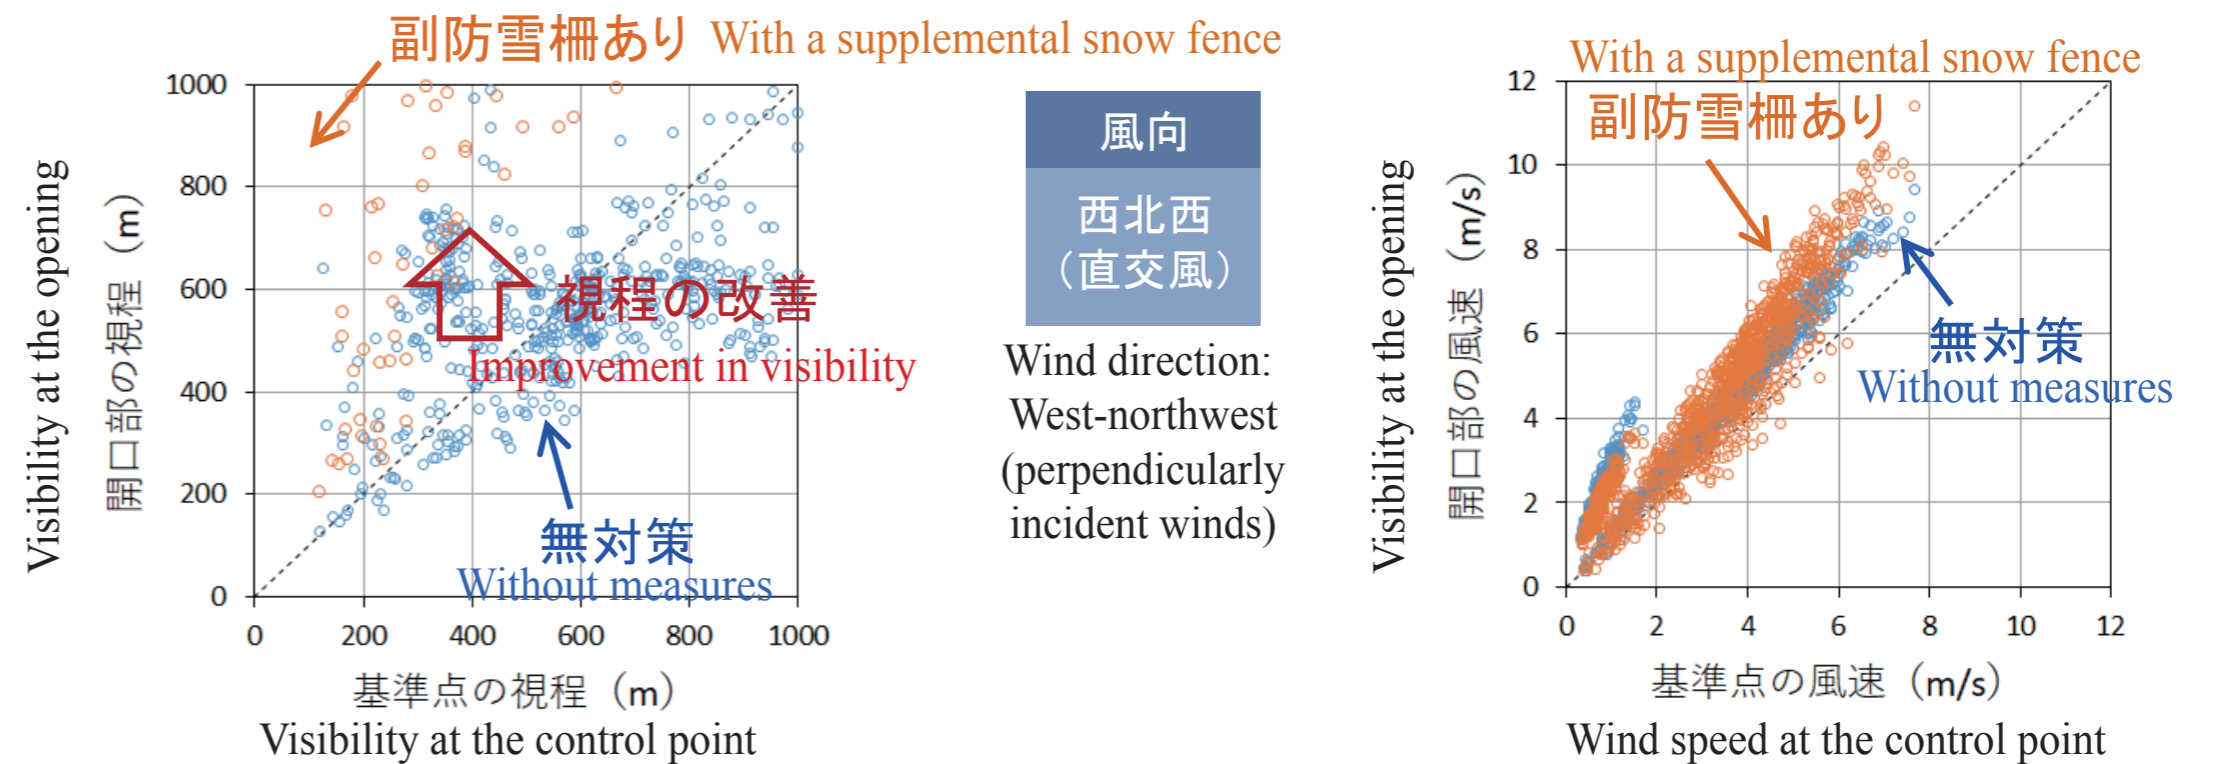 副防雪柵あり With a supplemental snow fence
Visibility at the opening
開口部の視程（m）
1000
800
600
400
200
0
0 200 400 600 800 1000
視程の改善
Improvement in visibility
無対策
Without measures
基準点の視程（m）
Visibility at the control point
風向
西北西
（直交風）
Wind direction:
West-northwest
(perpendicularly
incident winds)
With a supplemental snow fence
副防雪柵あり
Visibility at the opening
開口部の風速（m/s）
12
10
8
6
4
2
0
0 2 4 6 8 10 12
無対策
Without measures
基準点の風速（m/s）
Wind speed at the control point